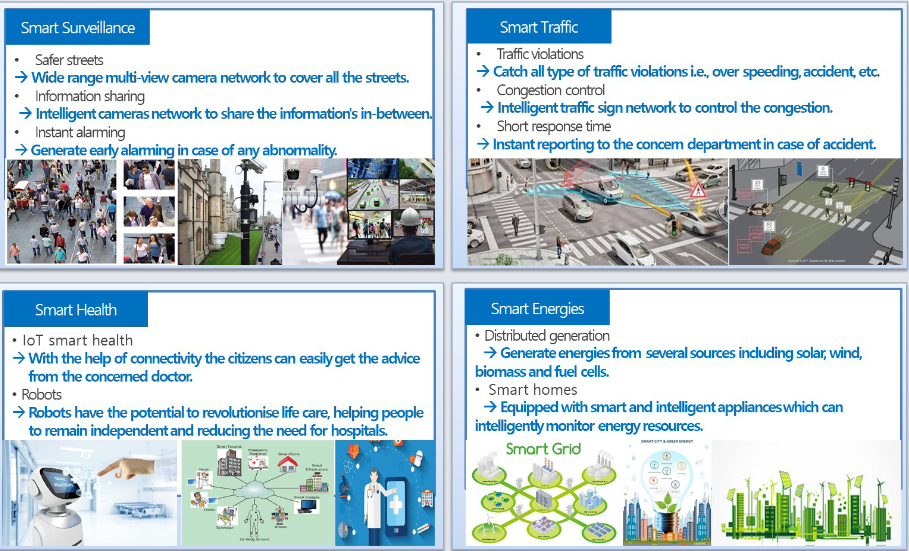 Smart Surveillance
• Safer streets
→ Wide range multi-view camera network to cover all the streets.
• Information sharing
→ Intelligent cameras network to share the information's in-between.
• Instant alarming
→ Generate early alarming in case of any abnormality.
Smart Traffic
• Traffic violations
→ Catch all type of traffic violations i.e., over speeding, accident, etc.
• Congestion control
→ Intelligent traffic sign network to control the congestion.
• Short response time
→ Instant reporting to the concern department in case of accident.
Smart Health
• IoT smart health
→ With the help of connectivity the citizens can easily get the advice
from the concerned doctor.
• Robots
→ Robots have the potential to revolutionise life care, helping people
to remain independent and reducing the need for hospitals.
Smart Energies
• Distributed generation
→ Generate energies from several sources including solar, wind,
biomass and fuel cells.
• Smart homes
→ Equipped with smart and intelligent appliances which can
intelligently monitor energy resources.
Smart Grid
SMART CITY & GREEN ENERGY